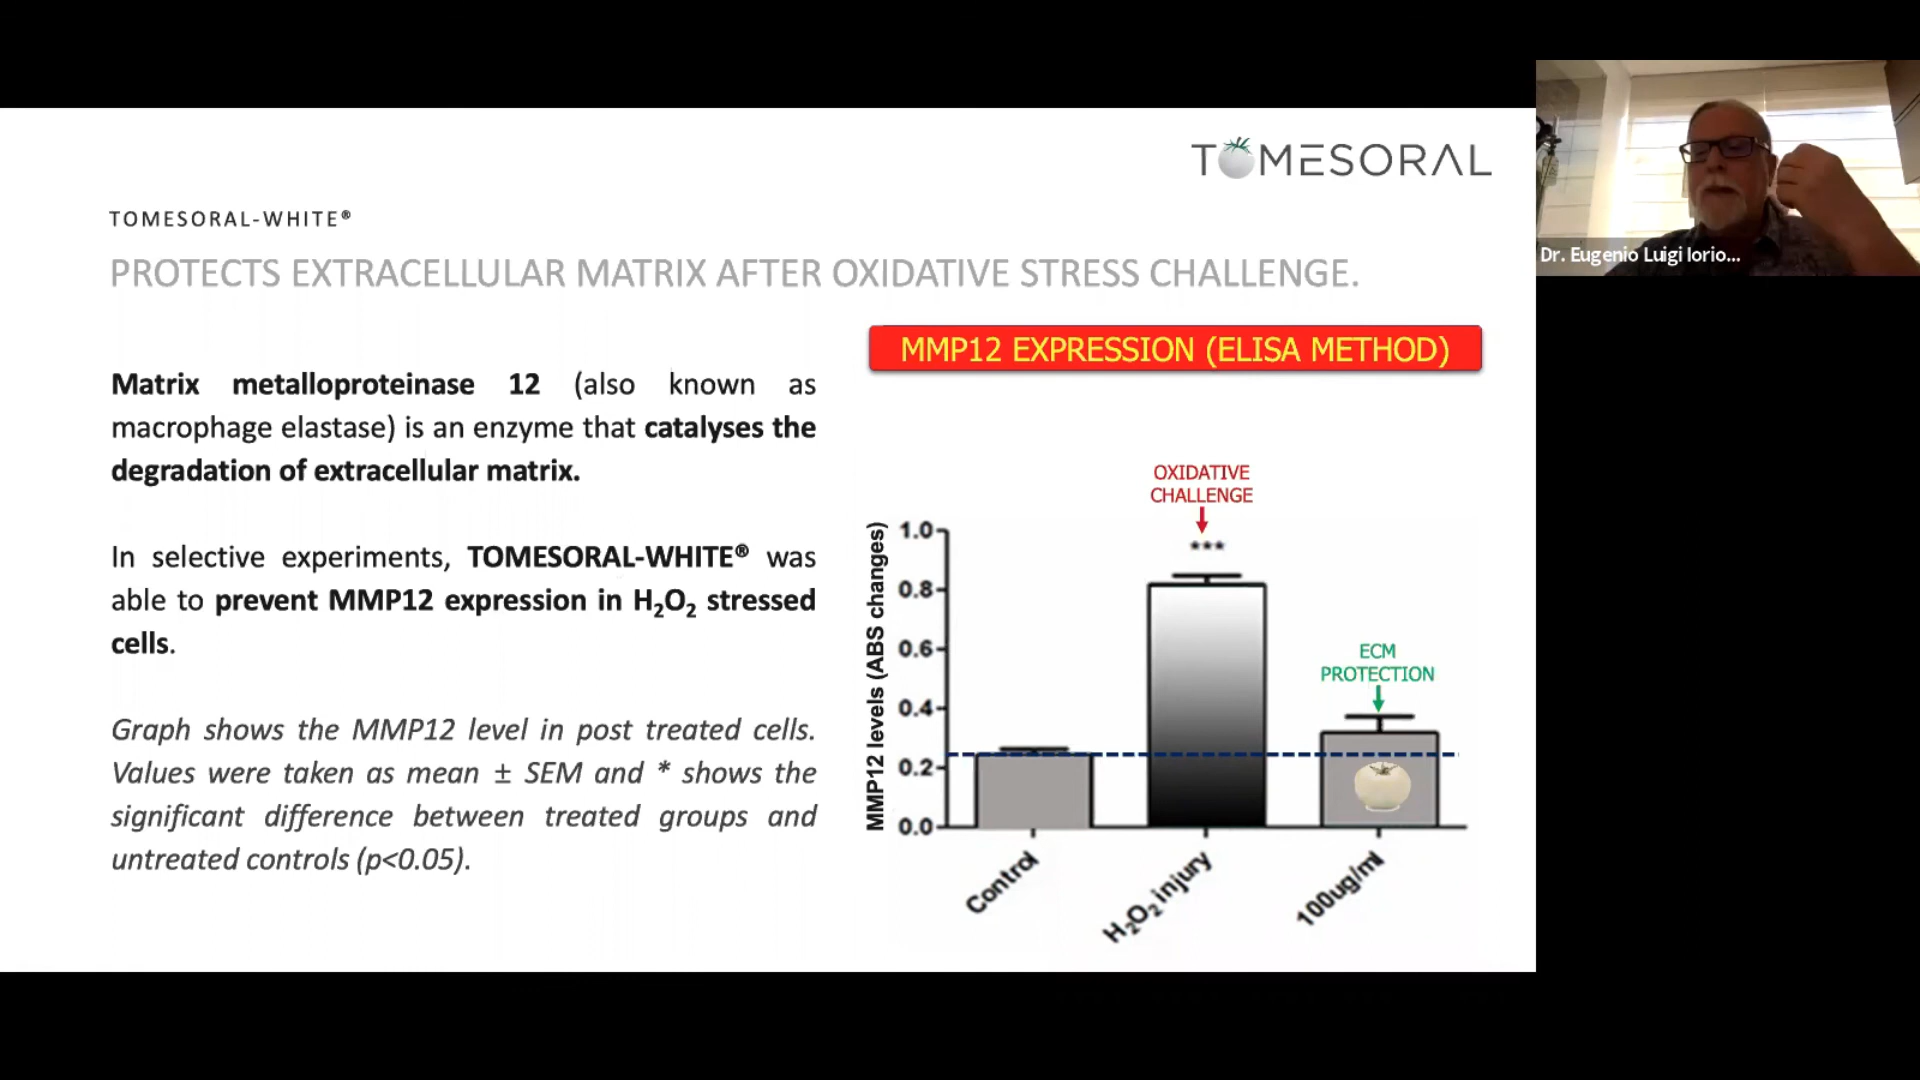 TOMESORAL
TOMESORAL-WHITE®
PROTECTS EXTRACELLULAR MATRIX AFTER OXIDATIVE STRESS CHALLENGE.
Matrix metalloproteinase 12 (also known as
macrophage elastase) is an enzyme that catalyses the
degradation of extracellular matrix.
In selective experiments, TOMESORAL-WHITE® was
able to prevent MMP12 expression in H₂O₂ stressed
cells.
Graph shows the MMP12 level in post treated cells.
Values were taken as mean ± SEM and * shows the
significant difference between treated groups and
untreated controls (p<0.05).
MMP12 EXPRESSION (ELISA METHOD)
OXIDATIVE
CHALLENGE
***
ECM
PROTECTION
MMP12 levels (ABS changes)
1.0
0.8
0.6
0.4
0.2
0.0
Control
H₂O₂ injury
100ug/ml
Dr. Eugenio Luigi Iorio...